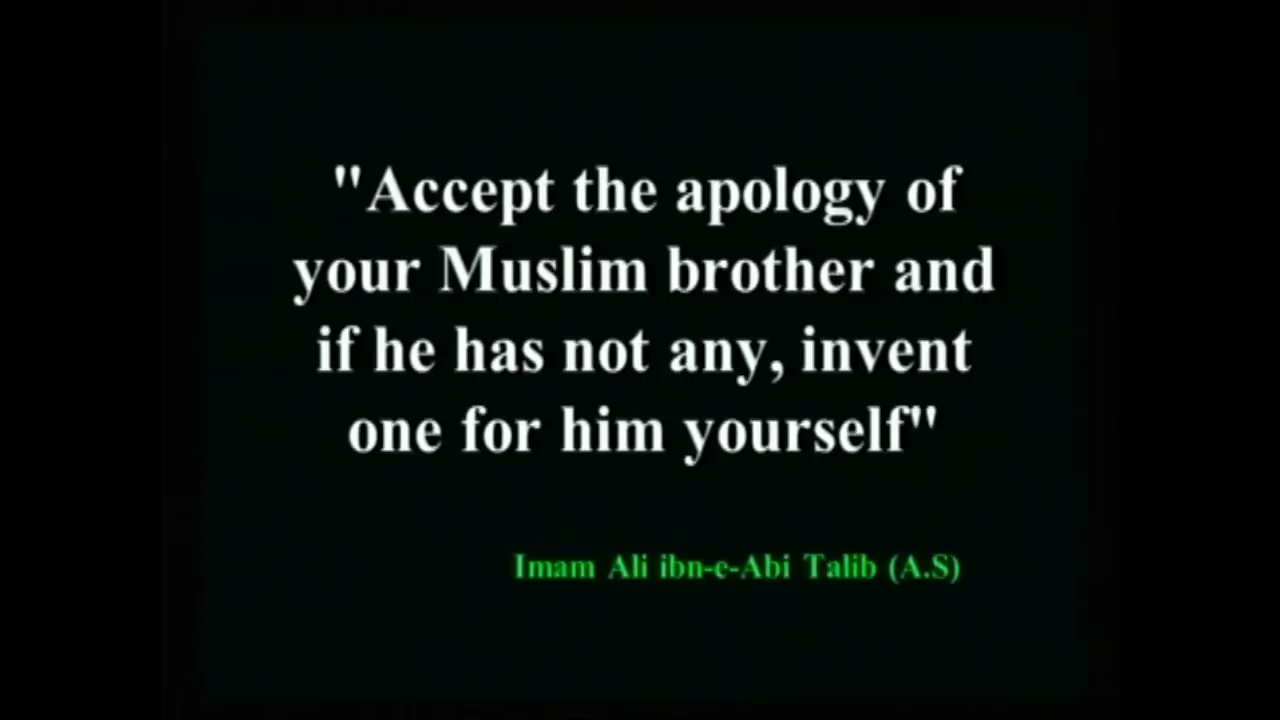 "Accept the apology of
your Muslim brother and
if he has not any, invent
one for him yourself"
Imam Ali ibn-e-Abi Talib (A.S)